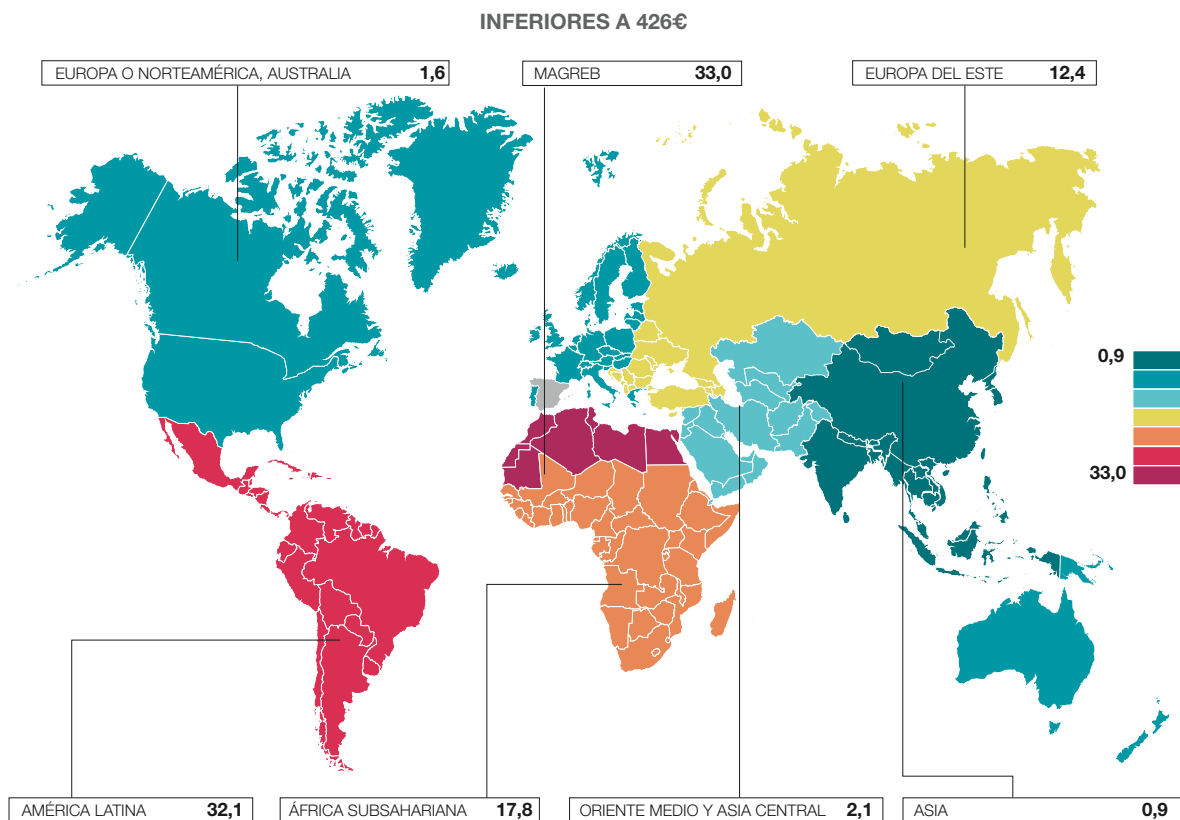 INFERIORES A 426€
EUROPA O NORTEAMÉRICA, AUSTRALIA 1,6
MAGREB 33,0
EUROPA DEL ESTE 12,4
0,9
33,0
AMÉRICA LATINA 32,1
ÁFRICA SUBSAHARIANA 17,8
ORIENTE MEDIO Y ASIA CENTRAL 2,1
ASIA 0,9